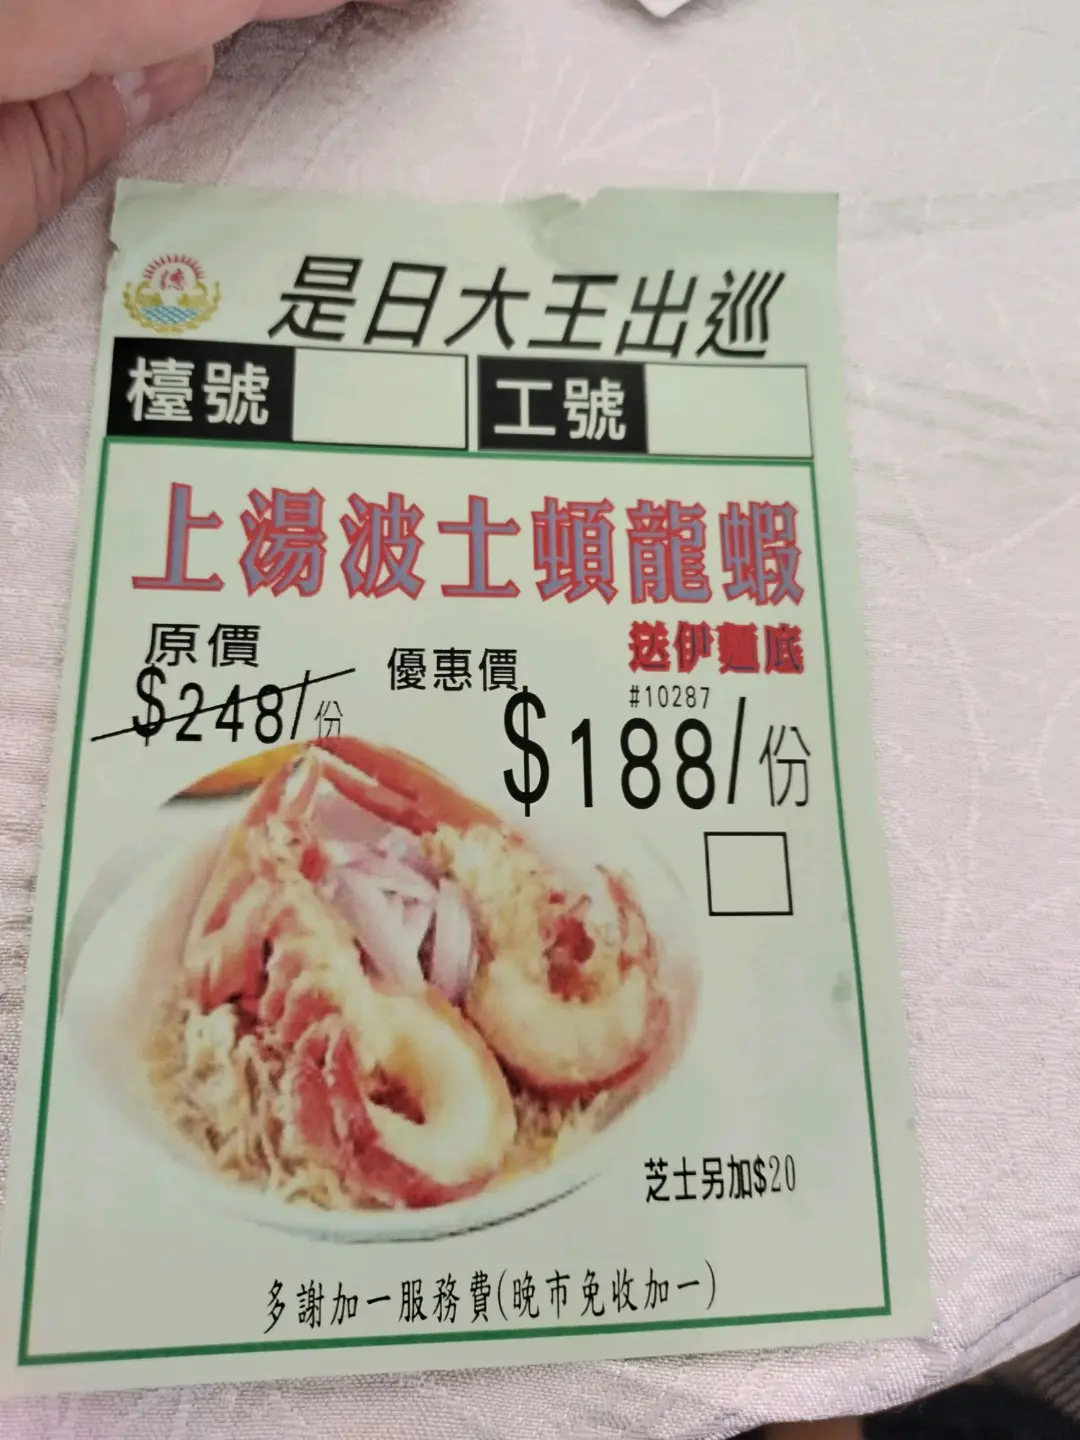 是日大王出巡
檯號
工號
上湯波士頓龍蝦
送伊麵底
原價
優惠價
#10287
$248/份
$188/份
芝士另加$20
多謝加一服務費(晚市免收加一)